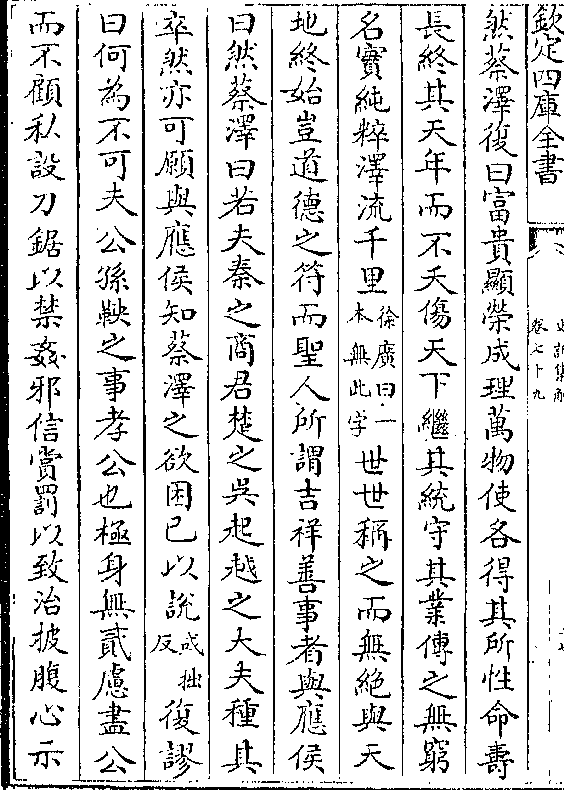 欽定四庫全書
卷七十九
然蔡澤復曰富貴顯榮成理萬物使各得其所性命壽
長終其天年而不夭傷天下繼其統守其業傳之無窮
名實純粹澤流千里徐廣曰一本無此字世世稱之而無絕與天
地終始豈道德之符而聖人所謂吉祥善事者與應侯
曰然蔡澤曰若夫秦之商君楚之吳起越之大夫種其
卒然亦可願與應侯知蔡澤之欲困已以說成拙反復謬
曰何為不可夫公孫鞅之事孝公也極身無貳慮盡公
而不顧私設刀鋸以禁姦邪信賞罰以致治披腹心示